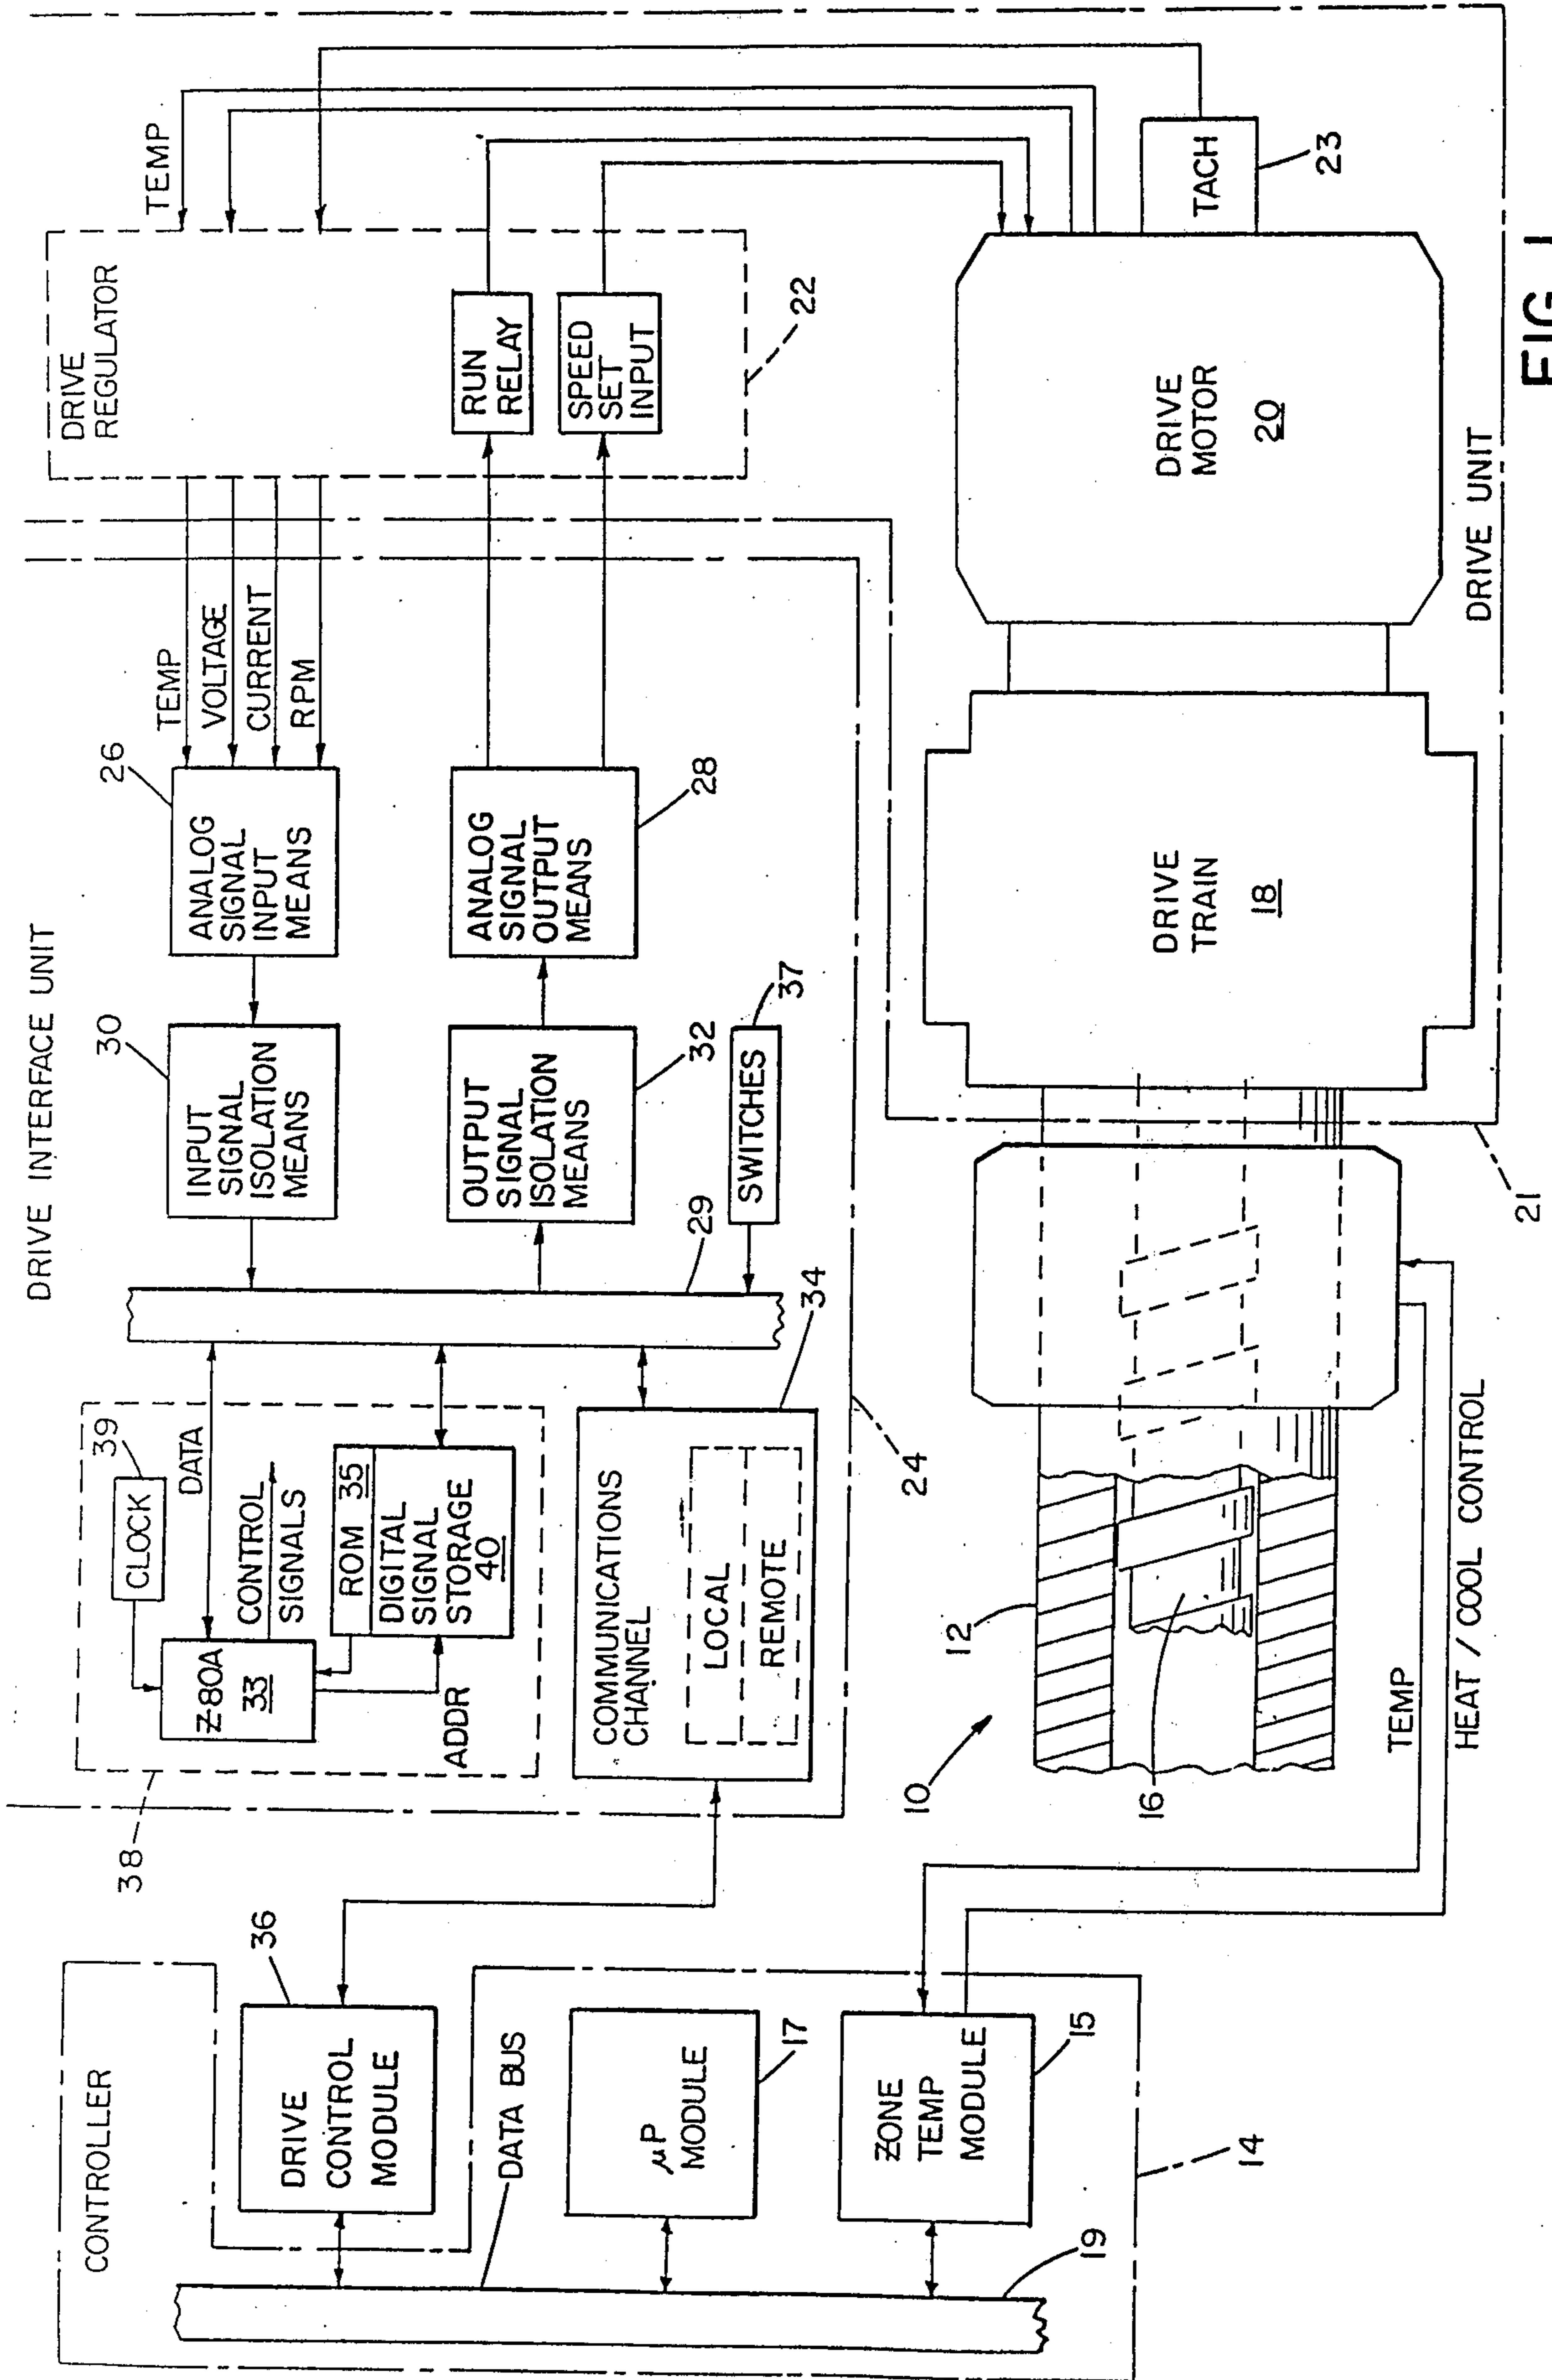 CONTROLLER
DRIVE
CONTROL
MODULE
36
DATA BUS
µP
MODULE
17
ZONE
TEMP
MODULE
15
19
14
DRIVE INTERFACE UNIT
38
CLOCK
39
Z-80A
33
DATA
CONTROL
SIGNALS
ROM 35
DIGITAL
SIGNAL
STORAGE
40
ADDR
COMMUNICATIONS
CHANNEL
LOCAL
REMOTE
34
29
30
INPUT
SIGNAL
ISOLATION
MEANS
26
ANALOG
SIGNAL
INPUT
MEANS
OUTPUT
SIGNAL
ISOLATION
MEANS
32
ANALOG
SIGNAL
OUTPUT
MEANS
28
SWITCHES
37
24
TEMP
VOLTAGE
CURRENT
RPM
DRIVE
REGULATOR
TEMP
RUN
RELAY
SPEED
SET
INPUT
22
10
12
16
TEMP
HEAT / COOL CONTROL
21
DRIVE
TRAIN
18
DRIVE
MOTOR
20
TACH
23
DRIVE UNIT
FIG. 1